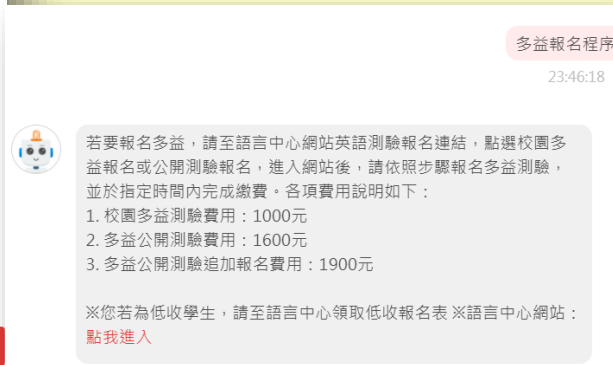 多益報名程序
23:46:18
若要報名多益，請至語言中心網站英語測驗報名連結，點選校園多
益報名或公開測驗報名，進入網站後，請依照步驟報名多益測驗，
並於指定時間內完成繳費。各項費用說明如下：
1. 校園多益測驗費用：1000元
2. 多益公開測驗費用：1600元
3. 多益公開測驗追加報名費用：1900元
※您若為低收學生，請至語言中心領取低收報名表 ※語言中心網站：
點我進入